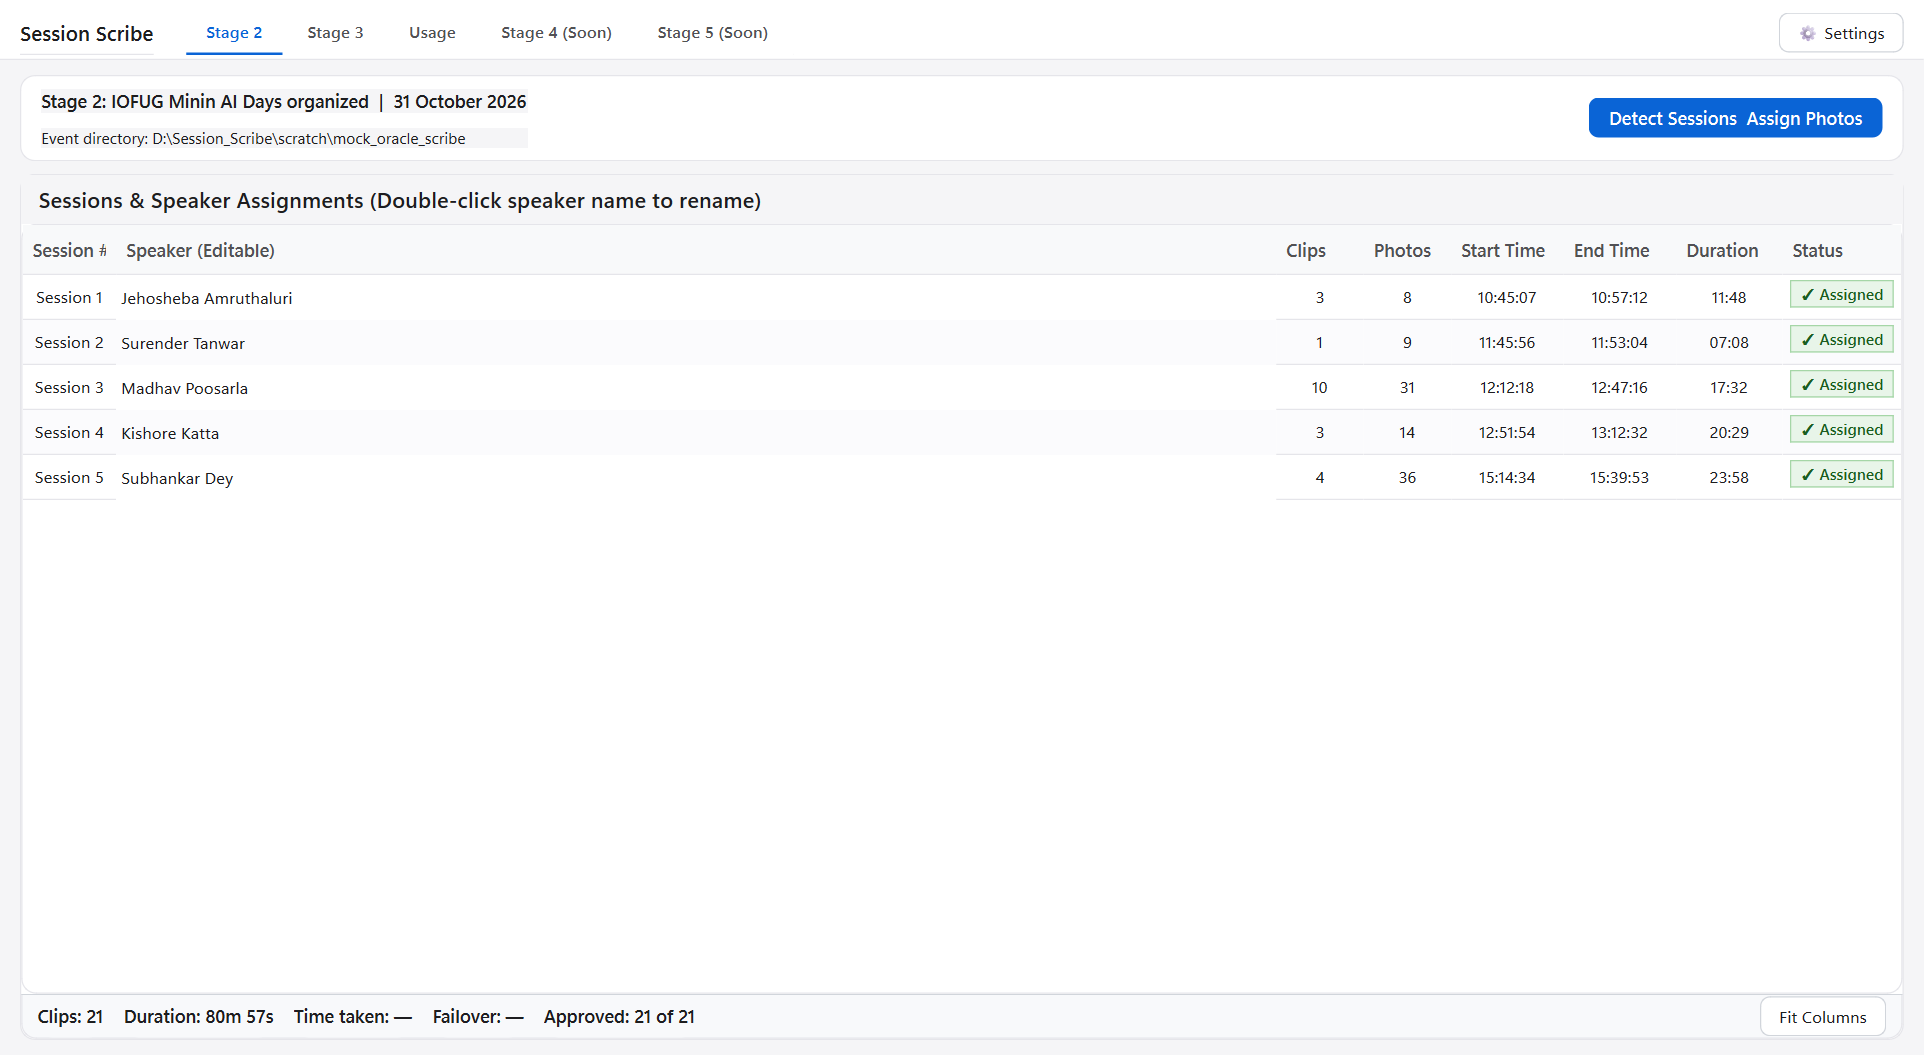 Session Scribe Stage 2 Stage 3 Usage Stage 4 (Soon) Stage 5 (Soon) Settings
Stage 2: IOFUG Minin AI Days organized | 31 October 2026
Event directory: D:\Session_Scribe\scratch\mock_oracle_scribe
Detect Sessions Assign Photos
Sessions & Speaker Assignments (Double-click speaker name to rename)
Session # Speaker (Editable) Clips Photos Start Time End Time Duration Status
Session 1 Jehosheba Amruthaluri 3 8 10:45:07 10:57:12 11:48 ✓ Assigned
Session 2 Surender Tanwar 1 9 11:45:56 11:53:04 07:08 ✓ Assigned
Session 3 Madhav Poosarla 10 31 12:12:18 12:47:16 17:32 ✓ Assigned
Session 4 Kishore Katta 3 14 12:51:54 13:12:32 20:29 ✓ Assigned
Session 5 Subhankar Dey 4 36 15:14:34 15:39:53 23:58 ✓ Assigned
Clips: 21 Duration: 80m 57s Time taken: — Failover: — Approved: 21 of 21 Fit Columns